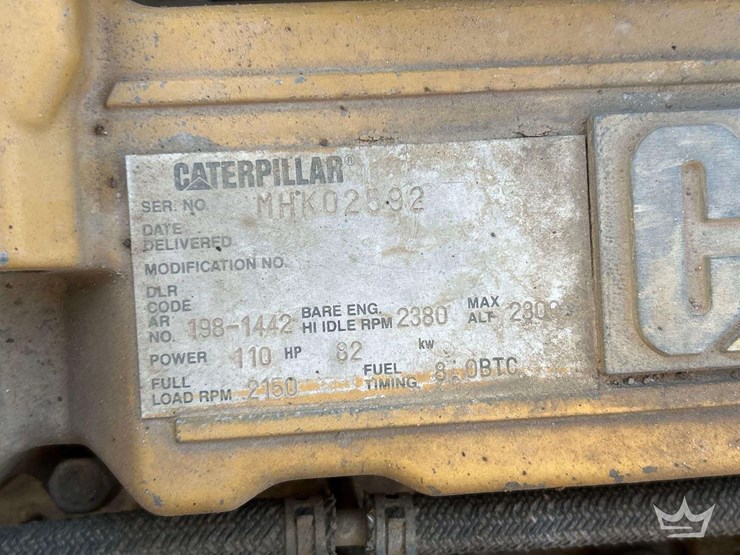 CATERPILLAR®
SER. NO. MHK02592
DATE
DELIVERED
MODIFICATION NO.
DLR
CODE
AR
NO. 198-1442 BARE ENG.
HI IDLE RPM 2380 MAX
ALT
POWER 110 HP 82 kw
FULL
LOAD RPM 2150 FUEL
TIMING 8.0BTC